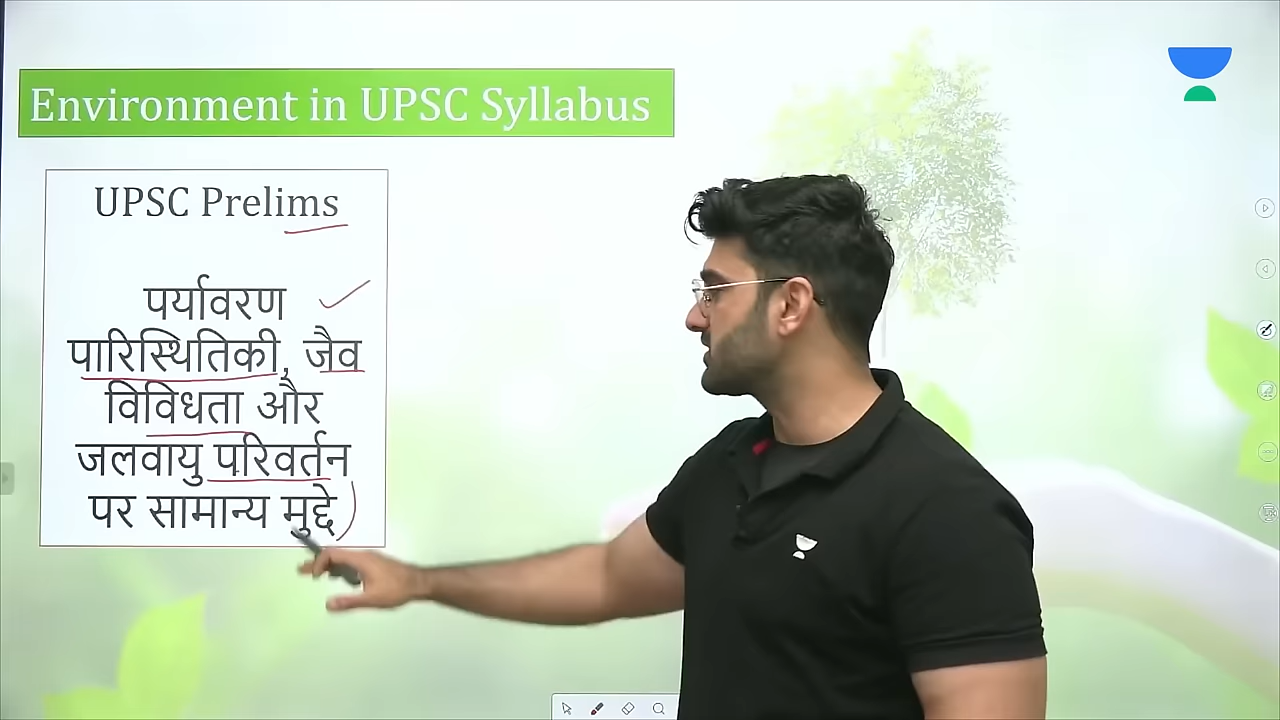 Environment in UPSC Syllabus
UPSC Prelims
पर्यावरण
पारिस्थितिकी, जैव
विविधता और
जलवायु परिवर्तन
पर सामान्य मुद्दे